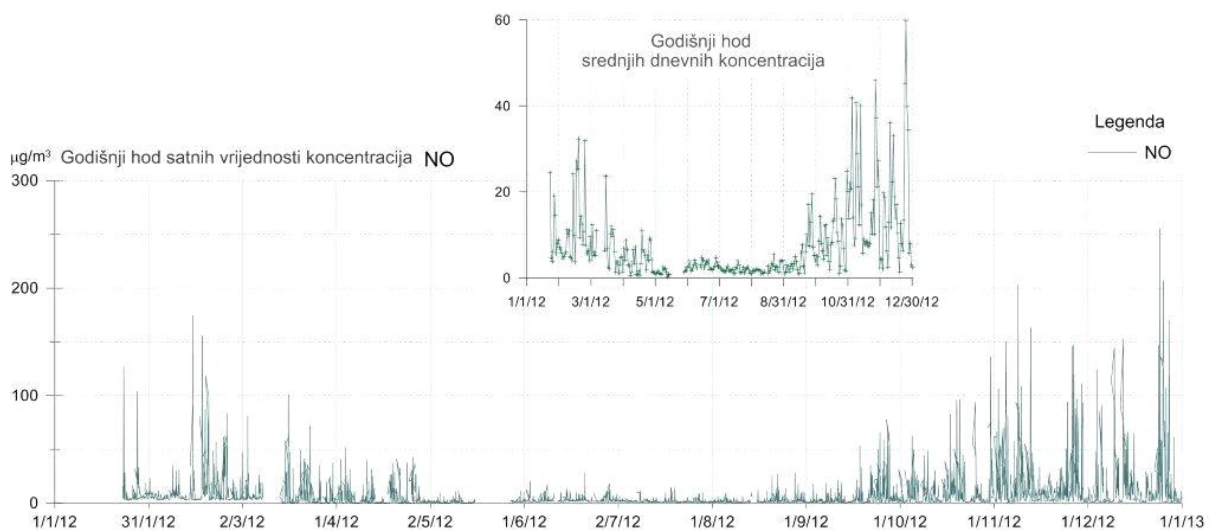 60
Godišnji hod
srednjih dnevnih koncentracija
40
20
0
1/1/12 3/1/12 5/1/12 7/1/12 8/31/12 10/31/12 12/30/12
Legenda
NO
µg/m³ Godišnji hod satnih vrijednosti koncentracija NO
300
200
100
0
1/1/12 31/1/12 2/3/12 1/4/12 2/5/12 1/6/12 2/7/12 1/8/12 1/9/12 1/10/12 1/11/12 1/12/12 1/1/13